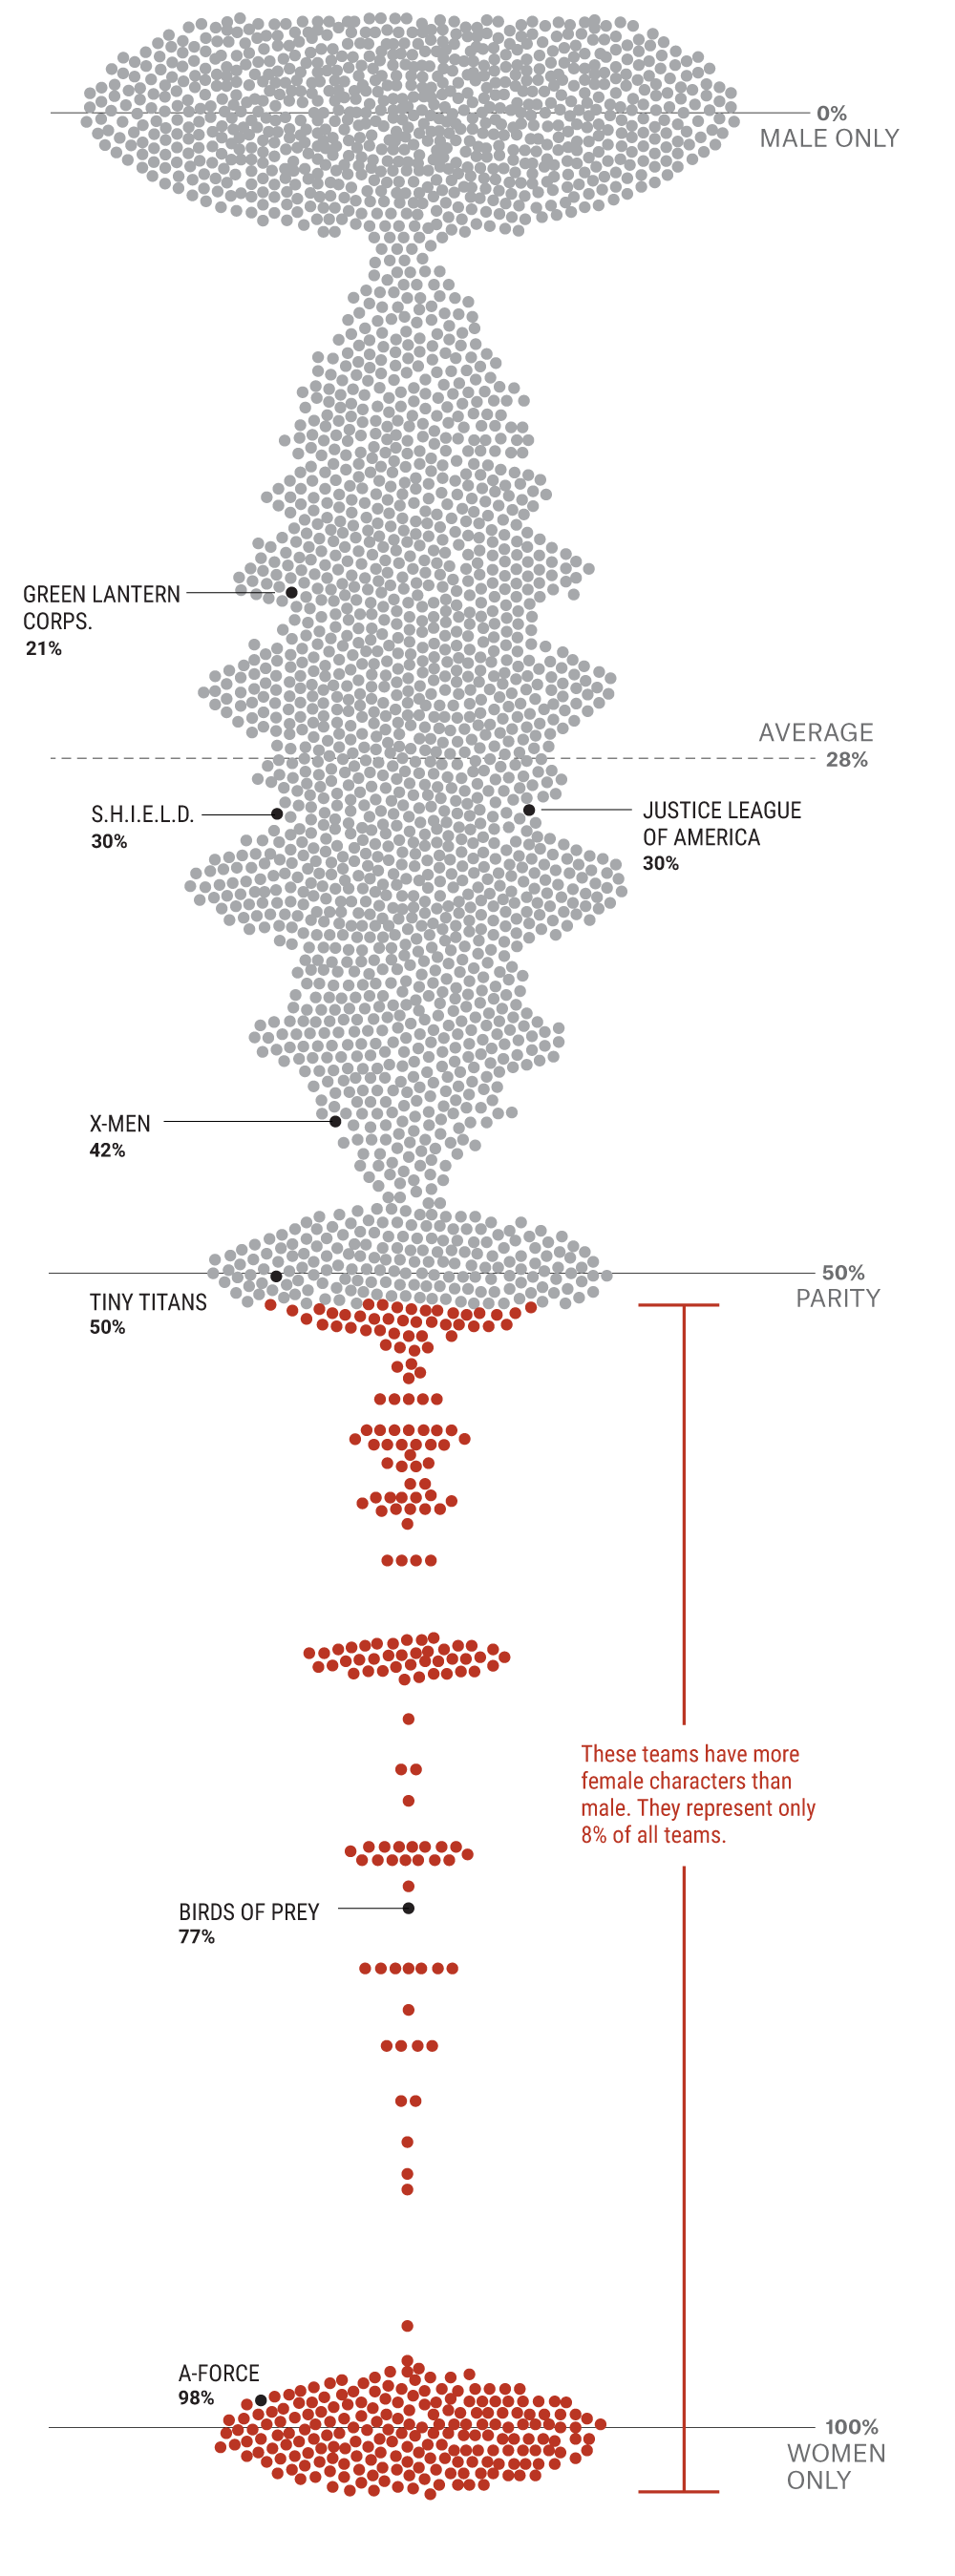 0%
MALE ONLY
GREEN LANTERN
CORPS.
21%
AVERAGE
28%
S.H.I.E.L.D.
30%
JUSTICE LEAGUE
OF AMERICA
30%
X-MEN
42%
50%
PARITY
TINY TITANS
50%
These teams have more
female characters than
male. They represent only
8% of all teams.
BIRDS OF PREY
77%
A-FORCE
98%
100%
WOMEN
ONLY